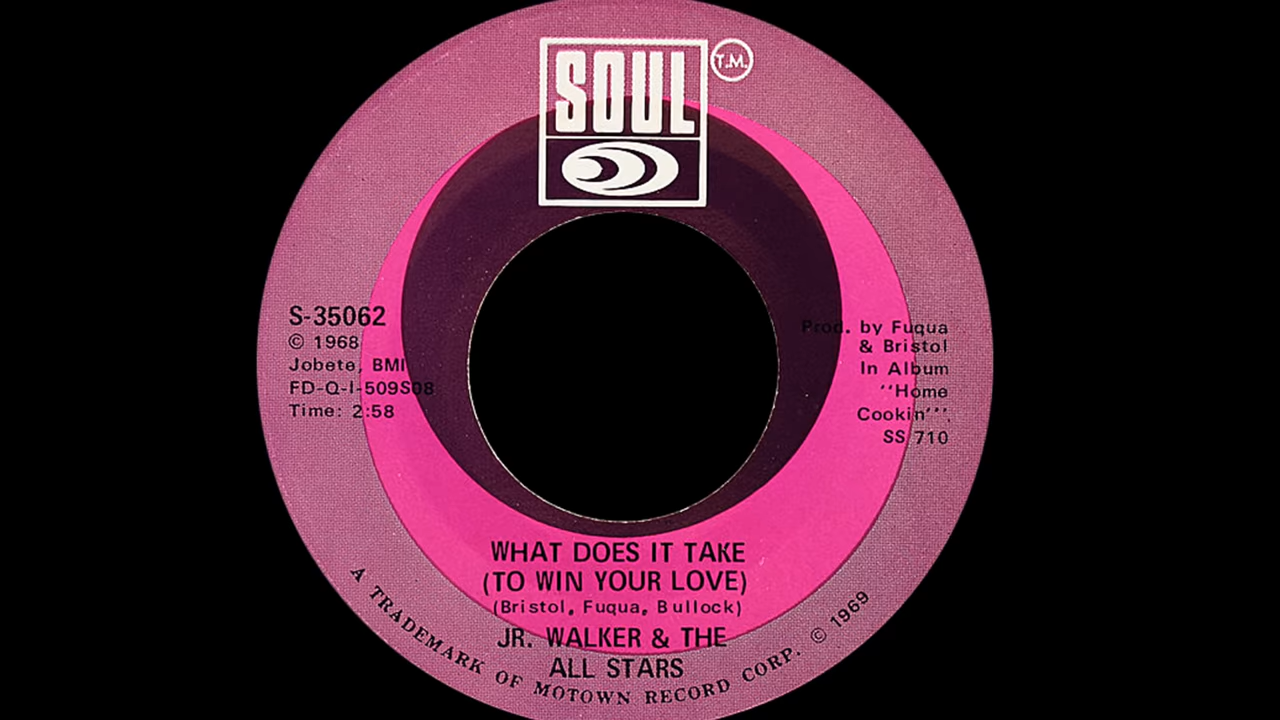 SOUL
T.M.
S-35062
© 1968
Jobete, BMI
FD-Q-I-509S08
Time: 2:58
Prod. by Fuqua
& Bristol
In Album
''Home
Cookin''',
SS 710
WHAT DOES IT TAKE
(TO WIN YOUR LOVE)
(Bristol, Fuqua, Bullock)
JR. WALKER & THE
ALL STARS
A TRADEMARK OF MOTOWN RECORD CORP. © 1969